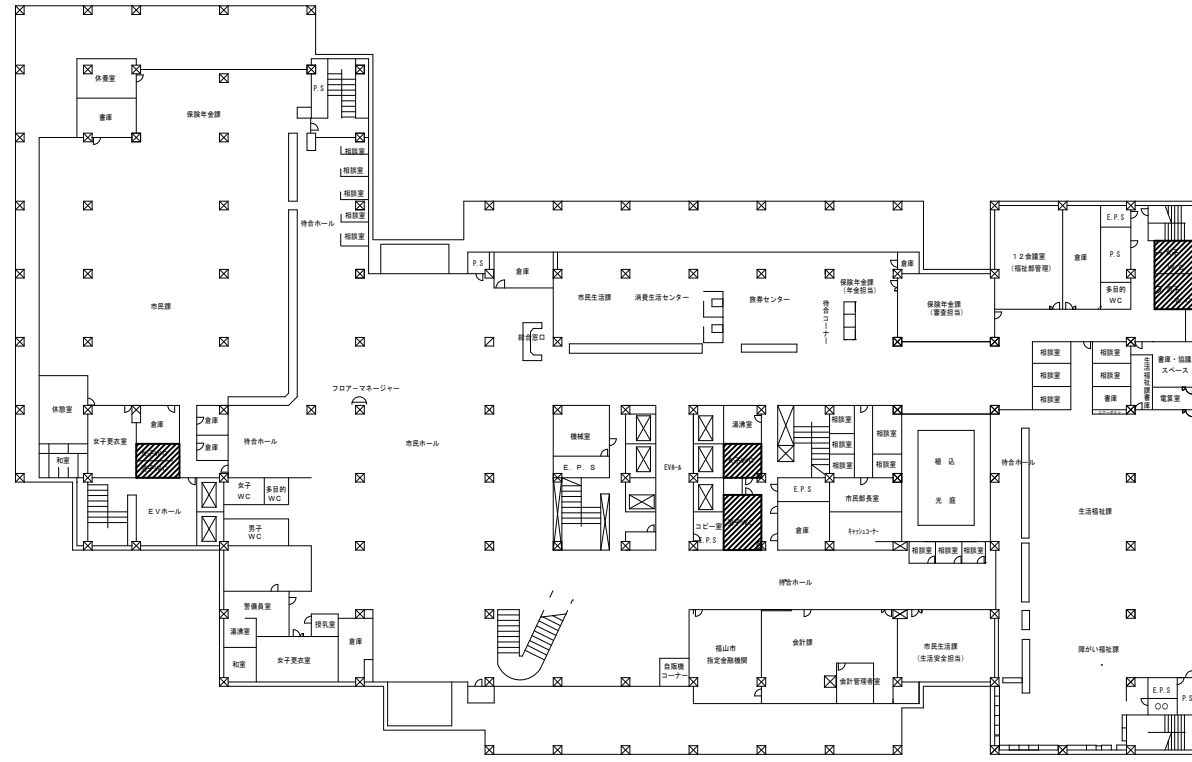 休養室
P.S
書庫
保険年金課
相談室
相談室
相談室
相談室
相談室
待合ホール
市民課
P.S
倉庫
市民生活課
消費生活センター
旅券センター
待合コーナー
保険年金課
(年金担当)
倉庫
保険年金課
(審査担当)
12会議室
(福祉部管理)
倉庫
E.P.S
P.S
多目的
WC
総合窓口
フロアーマネージャー
相談室
相談室
相談室
相談室
相談室
書庫
生活福祉課書庫
書庫・協議
スペース
電算室
休憩室
和室
女子更衣室
倉庫
倉庫
倉庫
待合ホール
市民ホール
機械室
E.P.S
EVホール
湯沸室
相談室
相談室
相談室
相談室
相談室
植込
光庭
待合ホール
生活福祉課
EVホール
女子
WC
多目的
WC
男子
WC
コピー室
E.P.S
E.P.S
倉庫
市民部長室
キャッシュコーナー
相談室
相談室
相談室
待合ホール
警備員室
湯沸室
和室
女子更衣室
授乳室
倉庫
自販機
コーナー
福山市
指定金融機関
会計課
会計管理者室
市民生活課
(生活安全担当)
障がい福祉課
E.P.S
P.S